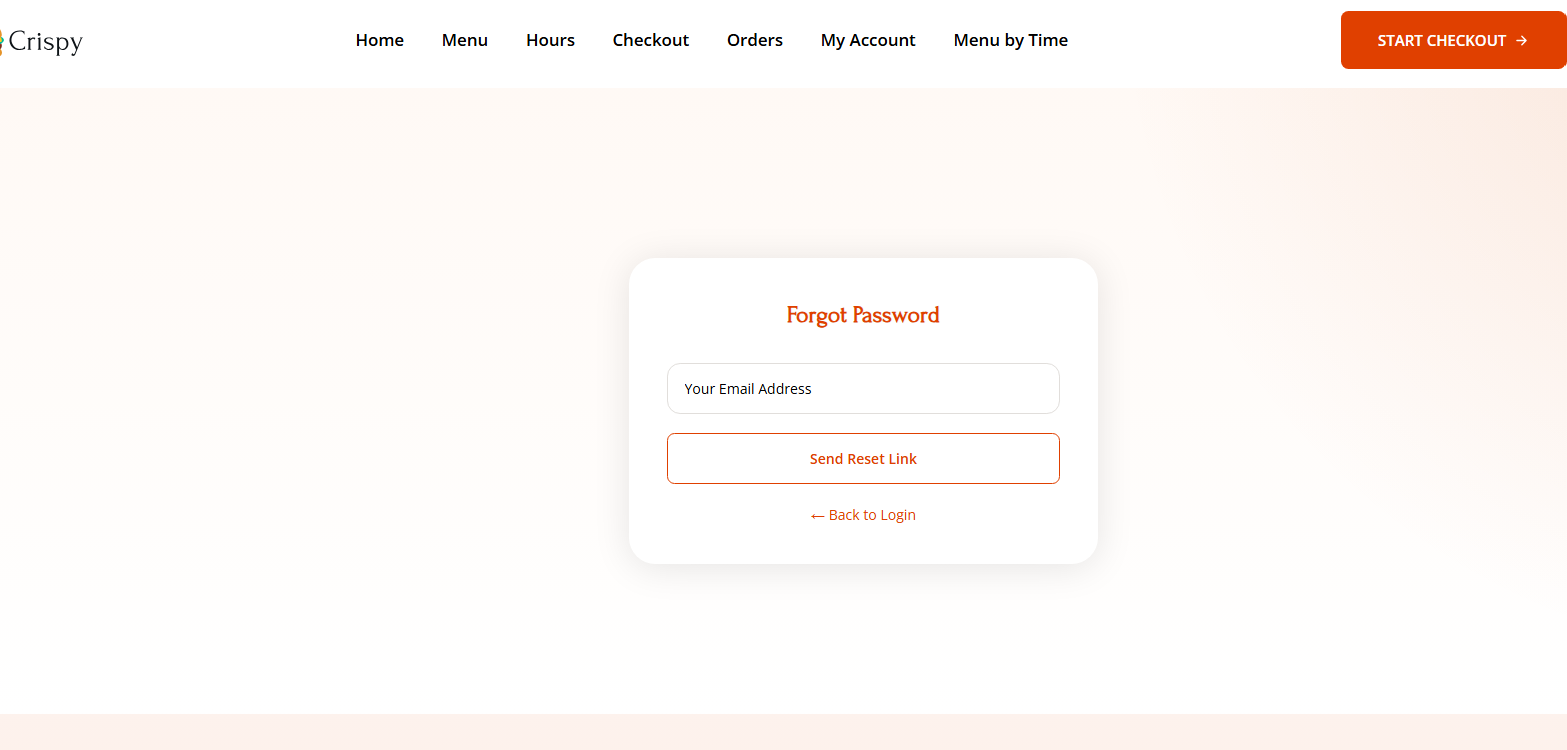 Crispy
Home Menu Hours Checkout Orders My Account Menu by Time
START CHECKOUT →
Forgot Password
Your Email Address
Send Reset Link
← Back to Login